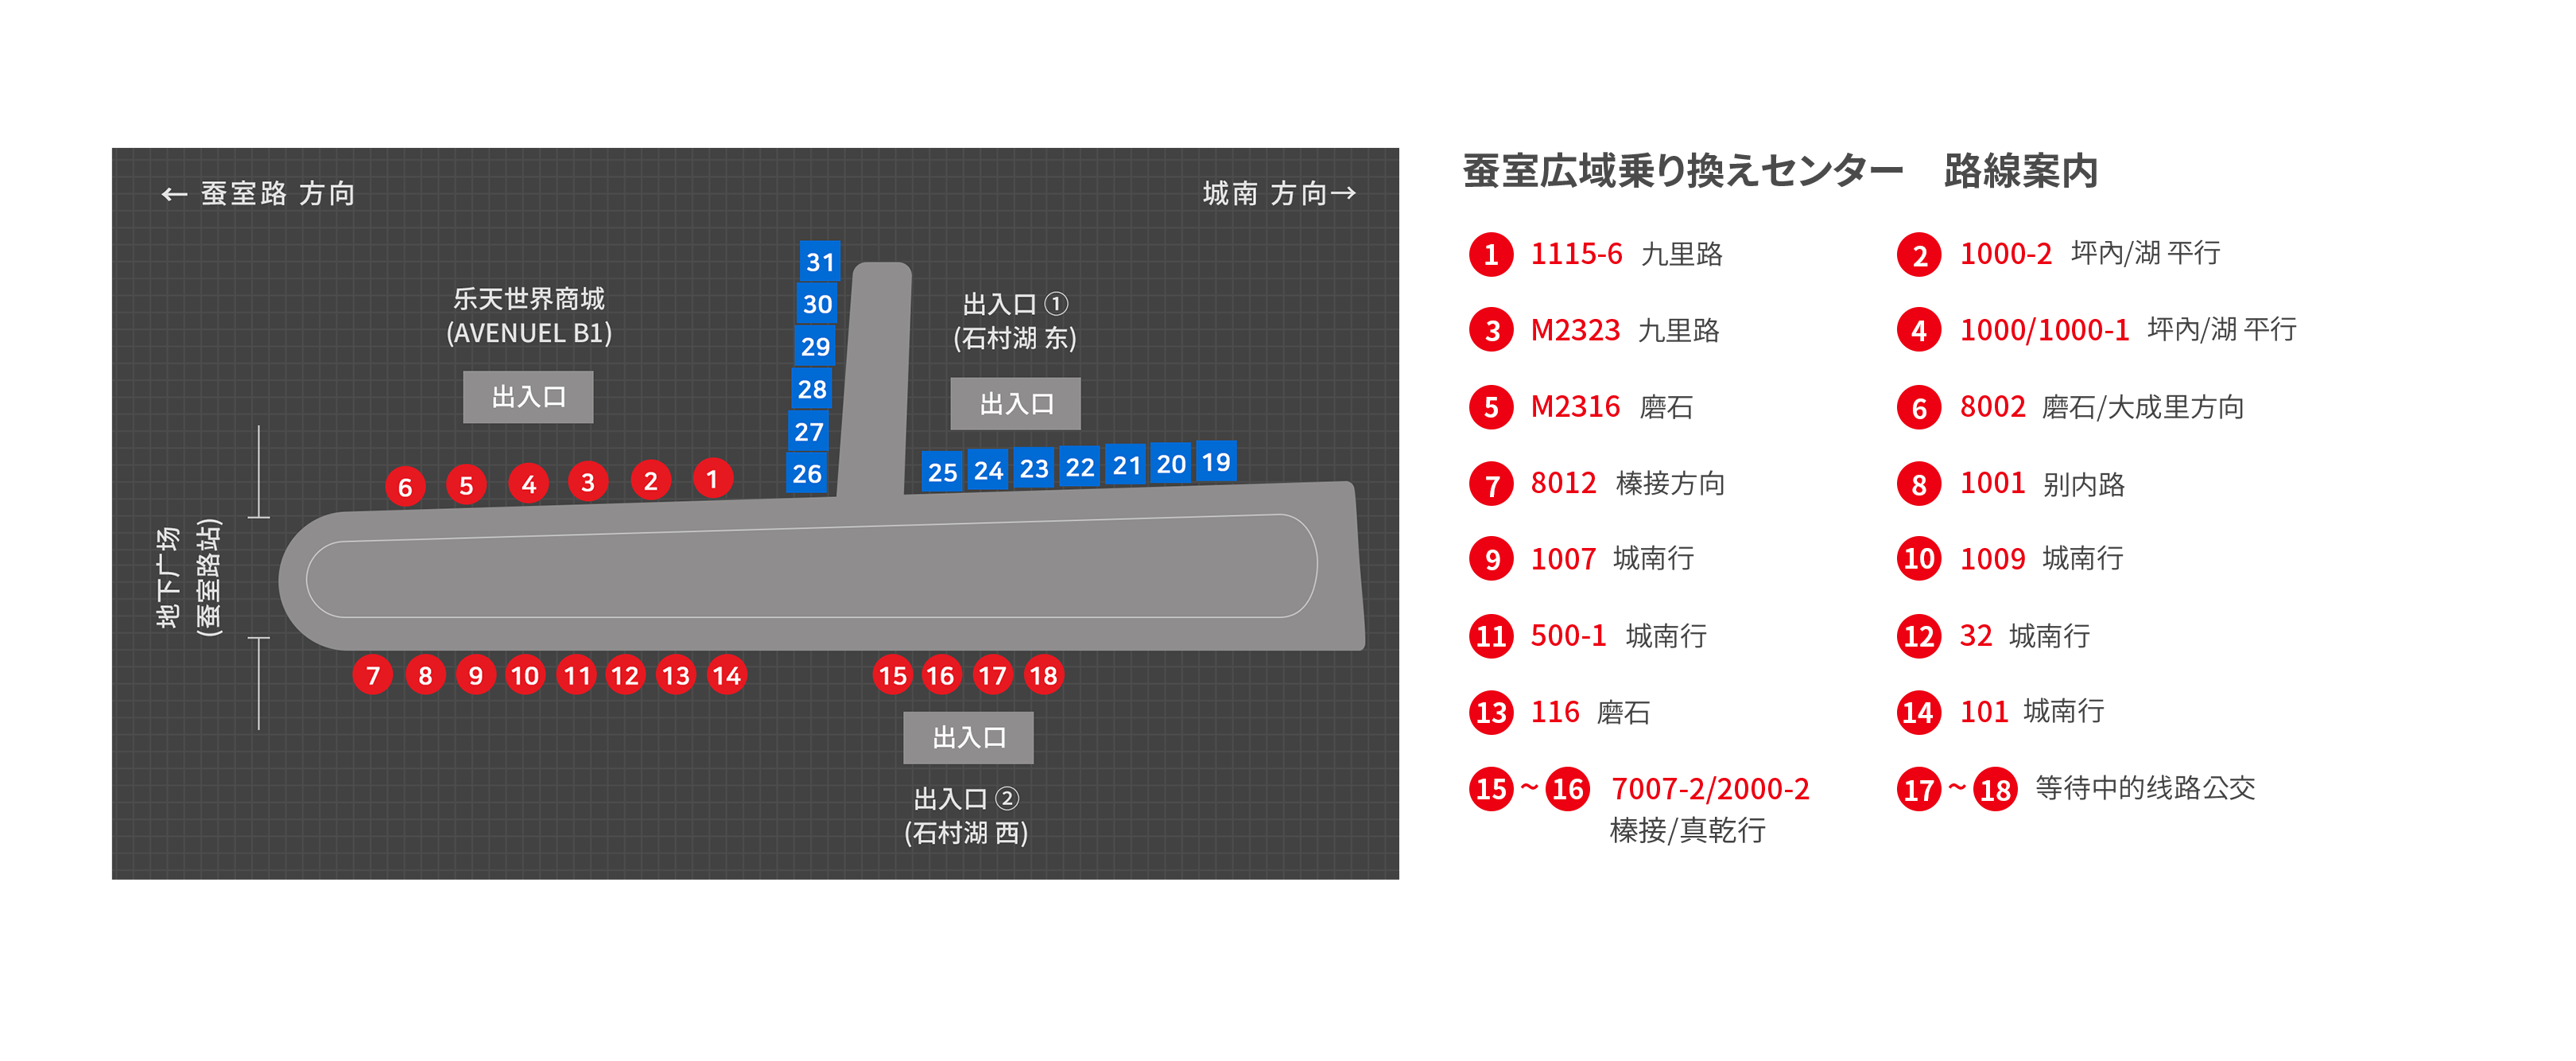 ← 蚕室路 方向
城南 方向→
31
30
29
28
27
26
乐天世界商城
(AVENUEL B1)
出入口
出入口 ①
(石村湖 东)
出入口
25 24 23 22 21 20 19
6 5 4 3 2 1
地下广场
(蚕室路站)
7 8 9 10 11 12 13 14
15 16 17 18
出入口
出入口 ②
(石村湖 西)
蚕室広域乗り換えセンター 路線案内
1 1115-6 九里路
2 1000-2 坪內/湖 平行
3 M2323 九里路
4 1000/1000-1 坪內/湖 平行
5 M2316 磨石
6 8002 磨石/大成里方向
7 8012 榛接方向
8 1001 别内路
9 1007 城南行
10 1009 城南行
11 500-1 城南行
12 32 城南行
13 116 磨石
14 101 城南行
15 ~ 16 7007-2/2000-2
榛接/真乾行
17 ~ 18 等待中的线路公交